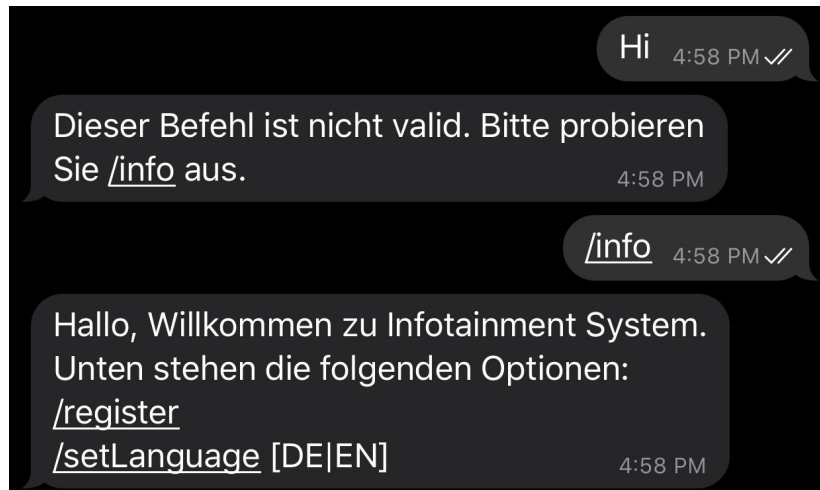 Hi 4:58 PM
Dieser Befehl ist nicht valid. Bitte probieren
Sie /info aus. 4:58 PM
/info 4:58 PM
Hallo, Willkommen zu Infotainment System.
Unten stehen die folgenden Optionen:
/register
/setLanguage [DE|EN] 4:58 PM